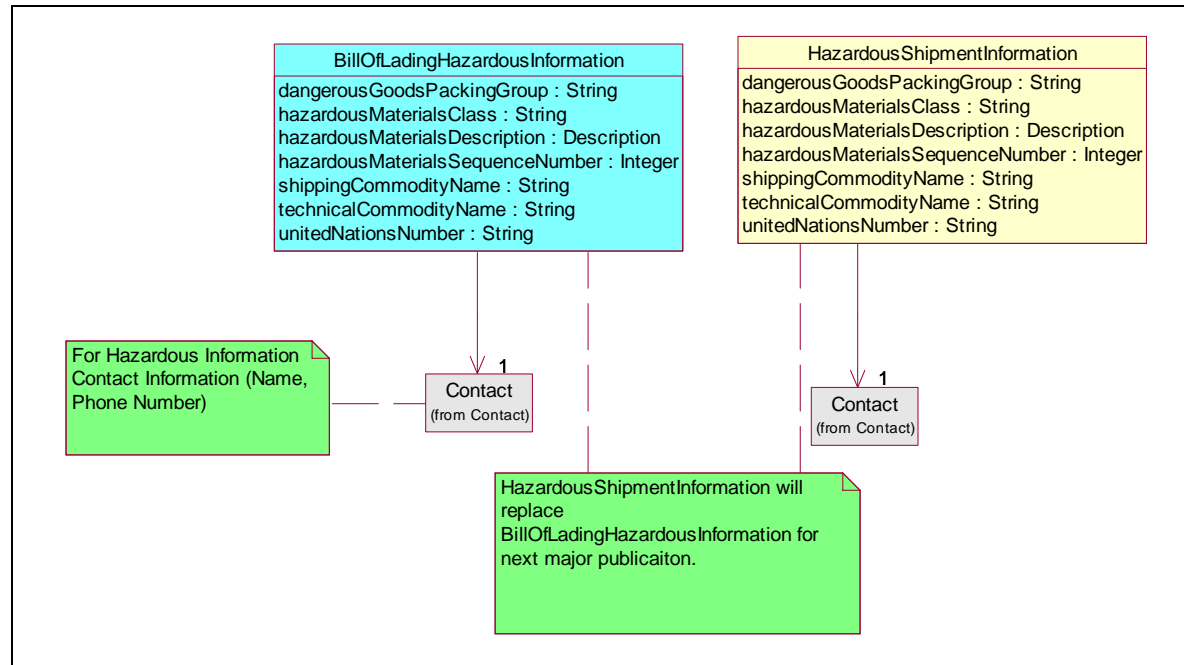 BillOfLadingHazardousInformation
dangerousGoodsPackingGroup : String
hazardousMaterialsClass : String
hazardousMaterialsDescription : Description
hazardousMaterialsSequenceNumber : Integer
shippingCommodityName : String
technicalCommodityName : String
unitedNationsNumber : String
HazardousShipmentInformation
dangerousGoodsPackingGroup : String
hazardousMaterialsClass : String
hazardousMaterialsDescription : Description
hazardousMaterialsSequenceNumber : Integer
shippingCommodityName : String
technicalCommodityName : String
unitedNationsNumber : String
For Hazardous Information
Contact Information (Name,
Phone Number)
1
Contact
(from Contact)
1
Contact
(from Contact)
HazardousShipmentInformation will
replace
BillOfLadingHazardousInformation for
next major publicaiton.